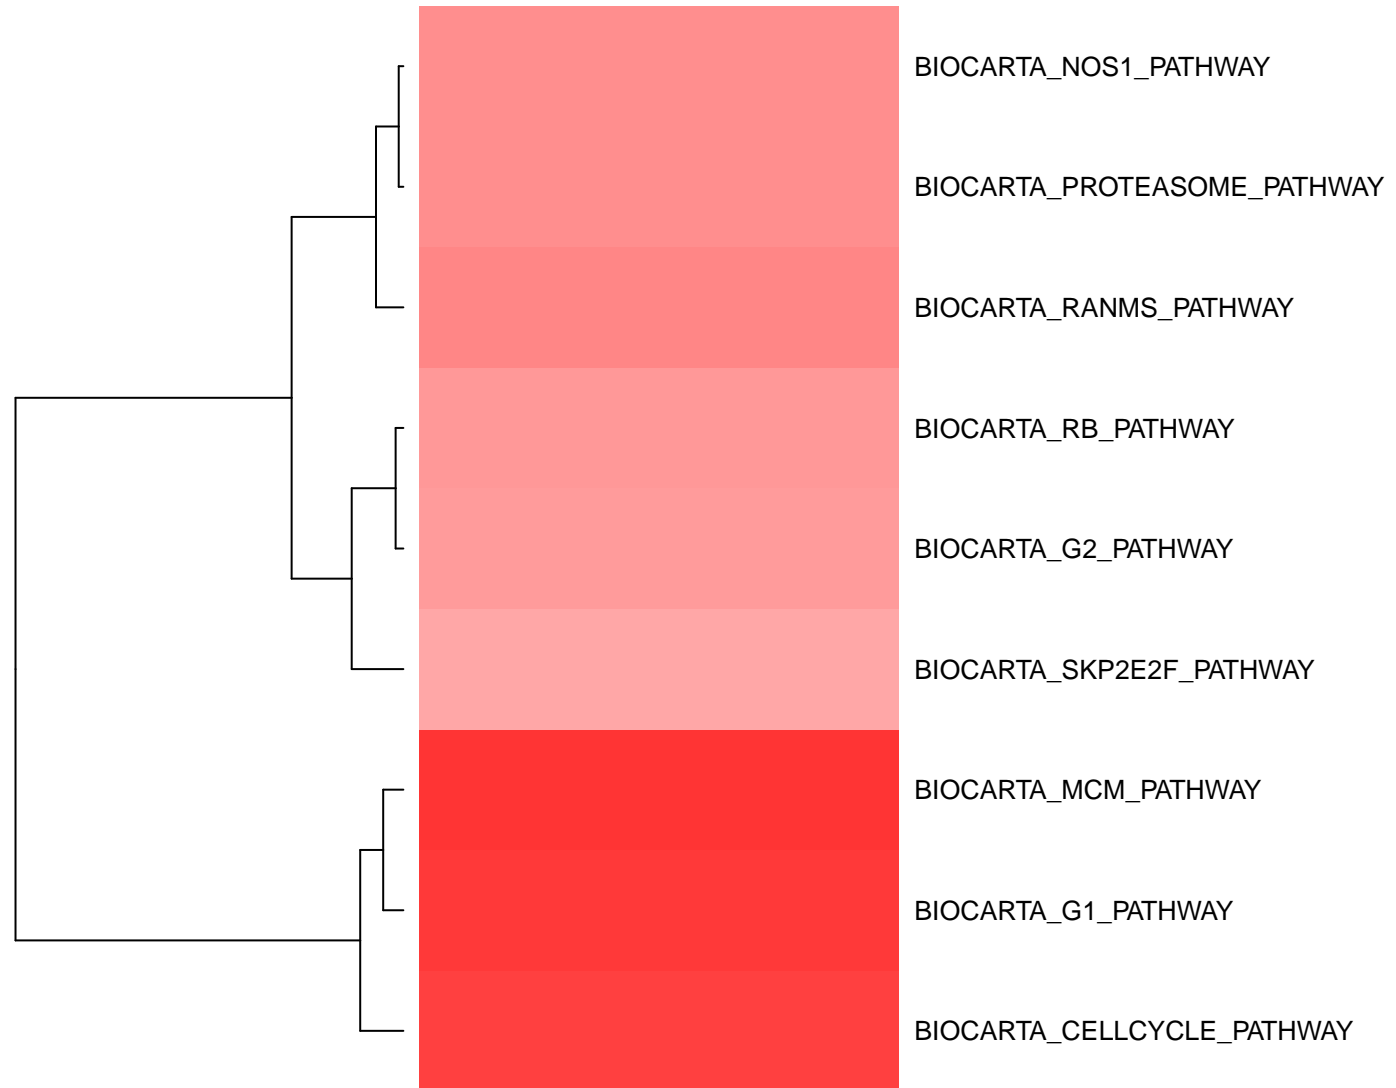 BIOCARTA_NOS1_PATHWAY
BIOCARTA_PROTEASOME_PATHWAY
BIOCARTA_RANMS_PATHWAY
BIOCARTA_RB_PATHWAY
BIOCARTA_G2_PATHWAY
BIOCARTA_SKP2E2F_PATHWAY
BIOCARTA_MCM_PATHWAY
BIOCARTA_G1_PATHWAY
BIOCARTA_CELLCYCLE_PATHWAY